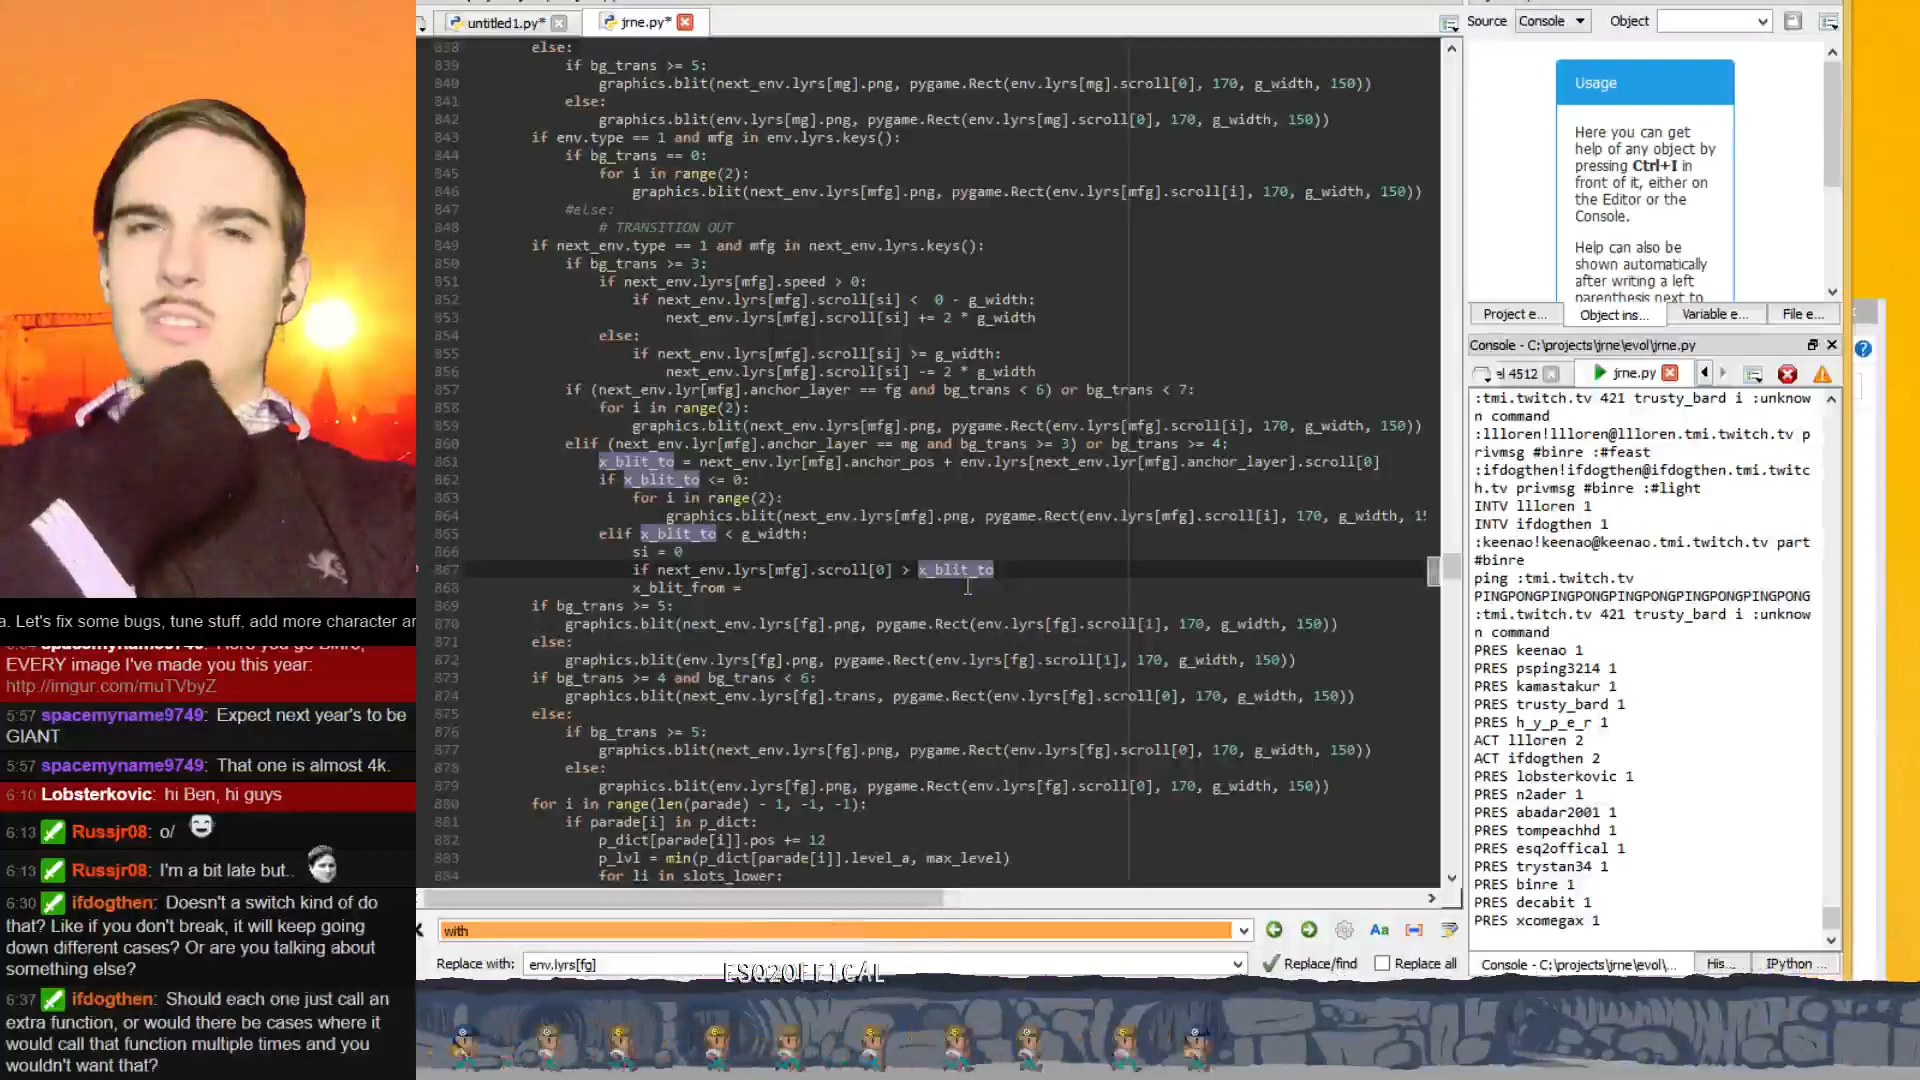 untitled1.py*
jrne.py*
838 else:
839 if bg_trans >= 5:
840 graphics.blit(next_env.lyrs[mg].png, pygame.Rect(env.lyrs[mg].scroll[0], 170, g_width, 150))
841 else:
842 graphics.blit(env.lyrs[mg].png, pygame.Rect(env.lyrs[mg].scroll[0], 170, g_width, 150))
843 if env.type == 1 and mfg in env.lyrs.keys():
844 if bg_trans == 0:
845 for i in range(2):
846 graphics.blit(next_env.lyrs[mfg].png, pygame.Rect(env.lyrs[mfg].scroll[i], 170, g_width, 150))
847 #else:
848 # TRANSITION OUT
849 if next_env.type == 1 and mfg in next_env.lyrs.keys():
850 if bg_trans >= 3:
851 if next_env.lyrs[mfg].speed > 0:
852 if next_env.lyrs[mfg].scroll[si] < 0 - g_width:
853 next_env.lyrs[mfg].scroll[si] += 2 * g_width
854 else:
855 if next_env.lyrs[mfg].scroll[si] >= g_width:
856 next_env.lyrs[mfg].scroll[si] -= 2 * g_width
857 if (next_env.lyr[mfg].anchor_layer == fg and bg_trans < 6) or bg_trans < 7:
858 for i in range(2):
859 graphics.blit(next_env.lyrs[mfg].png, pygame.Rect(env.lyrs[mfg].scroll[i], 170, g_width, 150))
860 elif (next_env.lyr[mfg].anchor_layer == mg and bg_trans >= 3) or bg_trans >= 4:
861 x_blit_to = next_env.lyr[mfg].anchor_pos + env.lyrs[next_env.lyr[mfg].anchor_layer].scroll[0]
862 if x_blit_to <= 0:
863 for i in range(2):
864 graphics.blit(next_env.lyrs[mfg].png, pygame.Rect(env.lyrs[mfg].scroll[i], 170, g_width, 15
865 elif x_blit_to < g_width:
866 si = 0
867 if next_env.lyrs[mfg].scroll[0] > x_blit_to
868 x_blit_from =
869 if bg_trans >= 5:
870 graphics.blit(next_env.lyrs[fg].png, pygame.Rect(env.lyrs[fg].scroll[1], 170, g_width, 150))
871 else:
872 graphics.blit(env.lyrs[fg].png, pygame.Rect(env.lyrs[fg].scroll[1], 170, g_width, 150))
873 if bg_trans >= 4 and bg_trans < 6:
874 graphics.blit(next_env.lyrs[fg].trans, pygame.Rect(env.lyrs[fg].scroll[0], 170, g_width, 150))
875 else:
876 if bg_trans >= 5:
877 graphics.blit(next_env.lyrs[fg].png, pygame.Rect(env.lyrs[fg].scroll[0], 170, g_width, 150))
878 else:
879 graphics.blit(env.lyrs[fg].png, pygame.Rect(env.lyrs[fg].scroll[0], 170, g_width, 150))
880 for i in range(len(parade) - 1, -1, -1):
881 if parade[i] in p_dict:
882 p_dict[parade[i]].pos += 12
883 p_lvl = min(p_dict[parade[i]].level_a, max_level)
884 for li in slots_lower:
with
Replace with: env.lyrs[fg]
Replace/find
Replace all
ESQ2OFFICAL
Source Console Object
Usage
Here you can get
help of any object by
pressing Ctrl+I in
front of it, either on
the Editor or the
Console.
Help can also be
shown automatically
after writing a left
parenthesis next to
Project e...
Object ins...
Variable e...
File e...
Console - C:\projects\jrne\evol\jrne.py
el 4512
jrne.py
:tmi.twitch.tv 421 trusty_bard i :unknow
n command
:llloren!llloren@llloren.tmi.twitch.tv p
rivmsg #binre :#feast
:ifdogthen!ifdogthen@ifdogthen.tmi.twitc
h.tv privmsg #binre :#light
INTV llloren 1
INTV ifdogthen 1
:keenao!keenao@keenao.tmi.twitch.tv part
#binre
ping :tmi.twitch.tv
PINGPONGPINGPONGPINGPONGPINGPONGPINGPONG
:tmi.twitch.tv 421 trusty_bard i :unknow
n command
PRES keenao 1
PRES psping3214 1
PRES kamastakur 1
PRES trusty_bard 1
PRES h_y_p_e_r 1
ACT llloren 2
ACT ifdogthen 2
PRES lobsterkovic 1
PRES n2ader 1
PRES abadar2001 1
PRES tompeachhd 1
PRES esq2offical 1
PRES trystan34 1
PRES binre 1
PRES decabit 1
PRES xcomegax 1
Console - C:\projects\jrne\evol\...
His...
IPython ...
a. Let's fix some bugs, tune stuff, add more character ar
EVERY image I've made you this year:
http://imgur.com/muTVbyZ
5:57 spacemyname9749: Expect next year's to be
GIANT
5:57 spacemyname9749: That one is almost 4k.
6:10 Lobsterkovic: hi Ben, hi guys
6:13 Russjr08: o/
6:13 Russjr08: I'm a bit late but..
6:30 ifdogthen: Doesn't a switch kind of do
that? Like if you don't break, it will keep going
down different cases? Or are you talking about
something else?
6:37 ifdogthen: Should each one just call an
extra function, or would there be cases where it
would call that function multiple times and you
wouldn't want that?